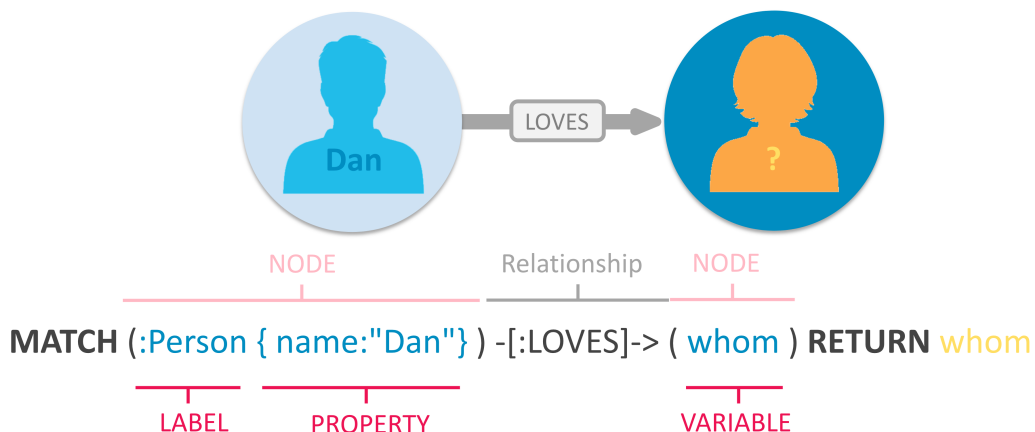 LOVES
Dan
?
NODE Relationship NODE
MATCH (:Person { name:"Dan"} ) -[:LOVES]-> ( whom ) RETURN whom
LABEL PROPERTY VARIABLE